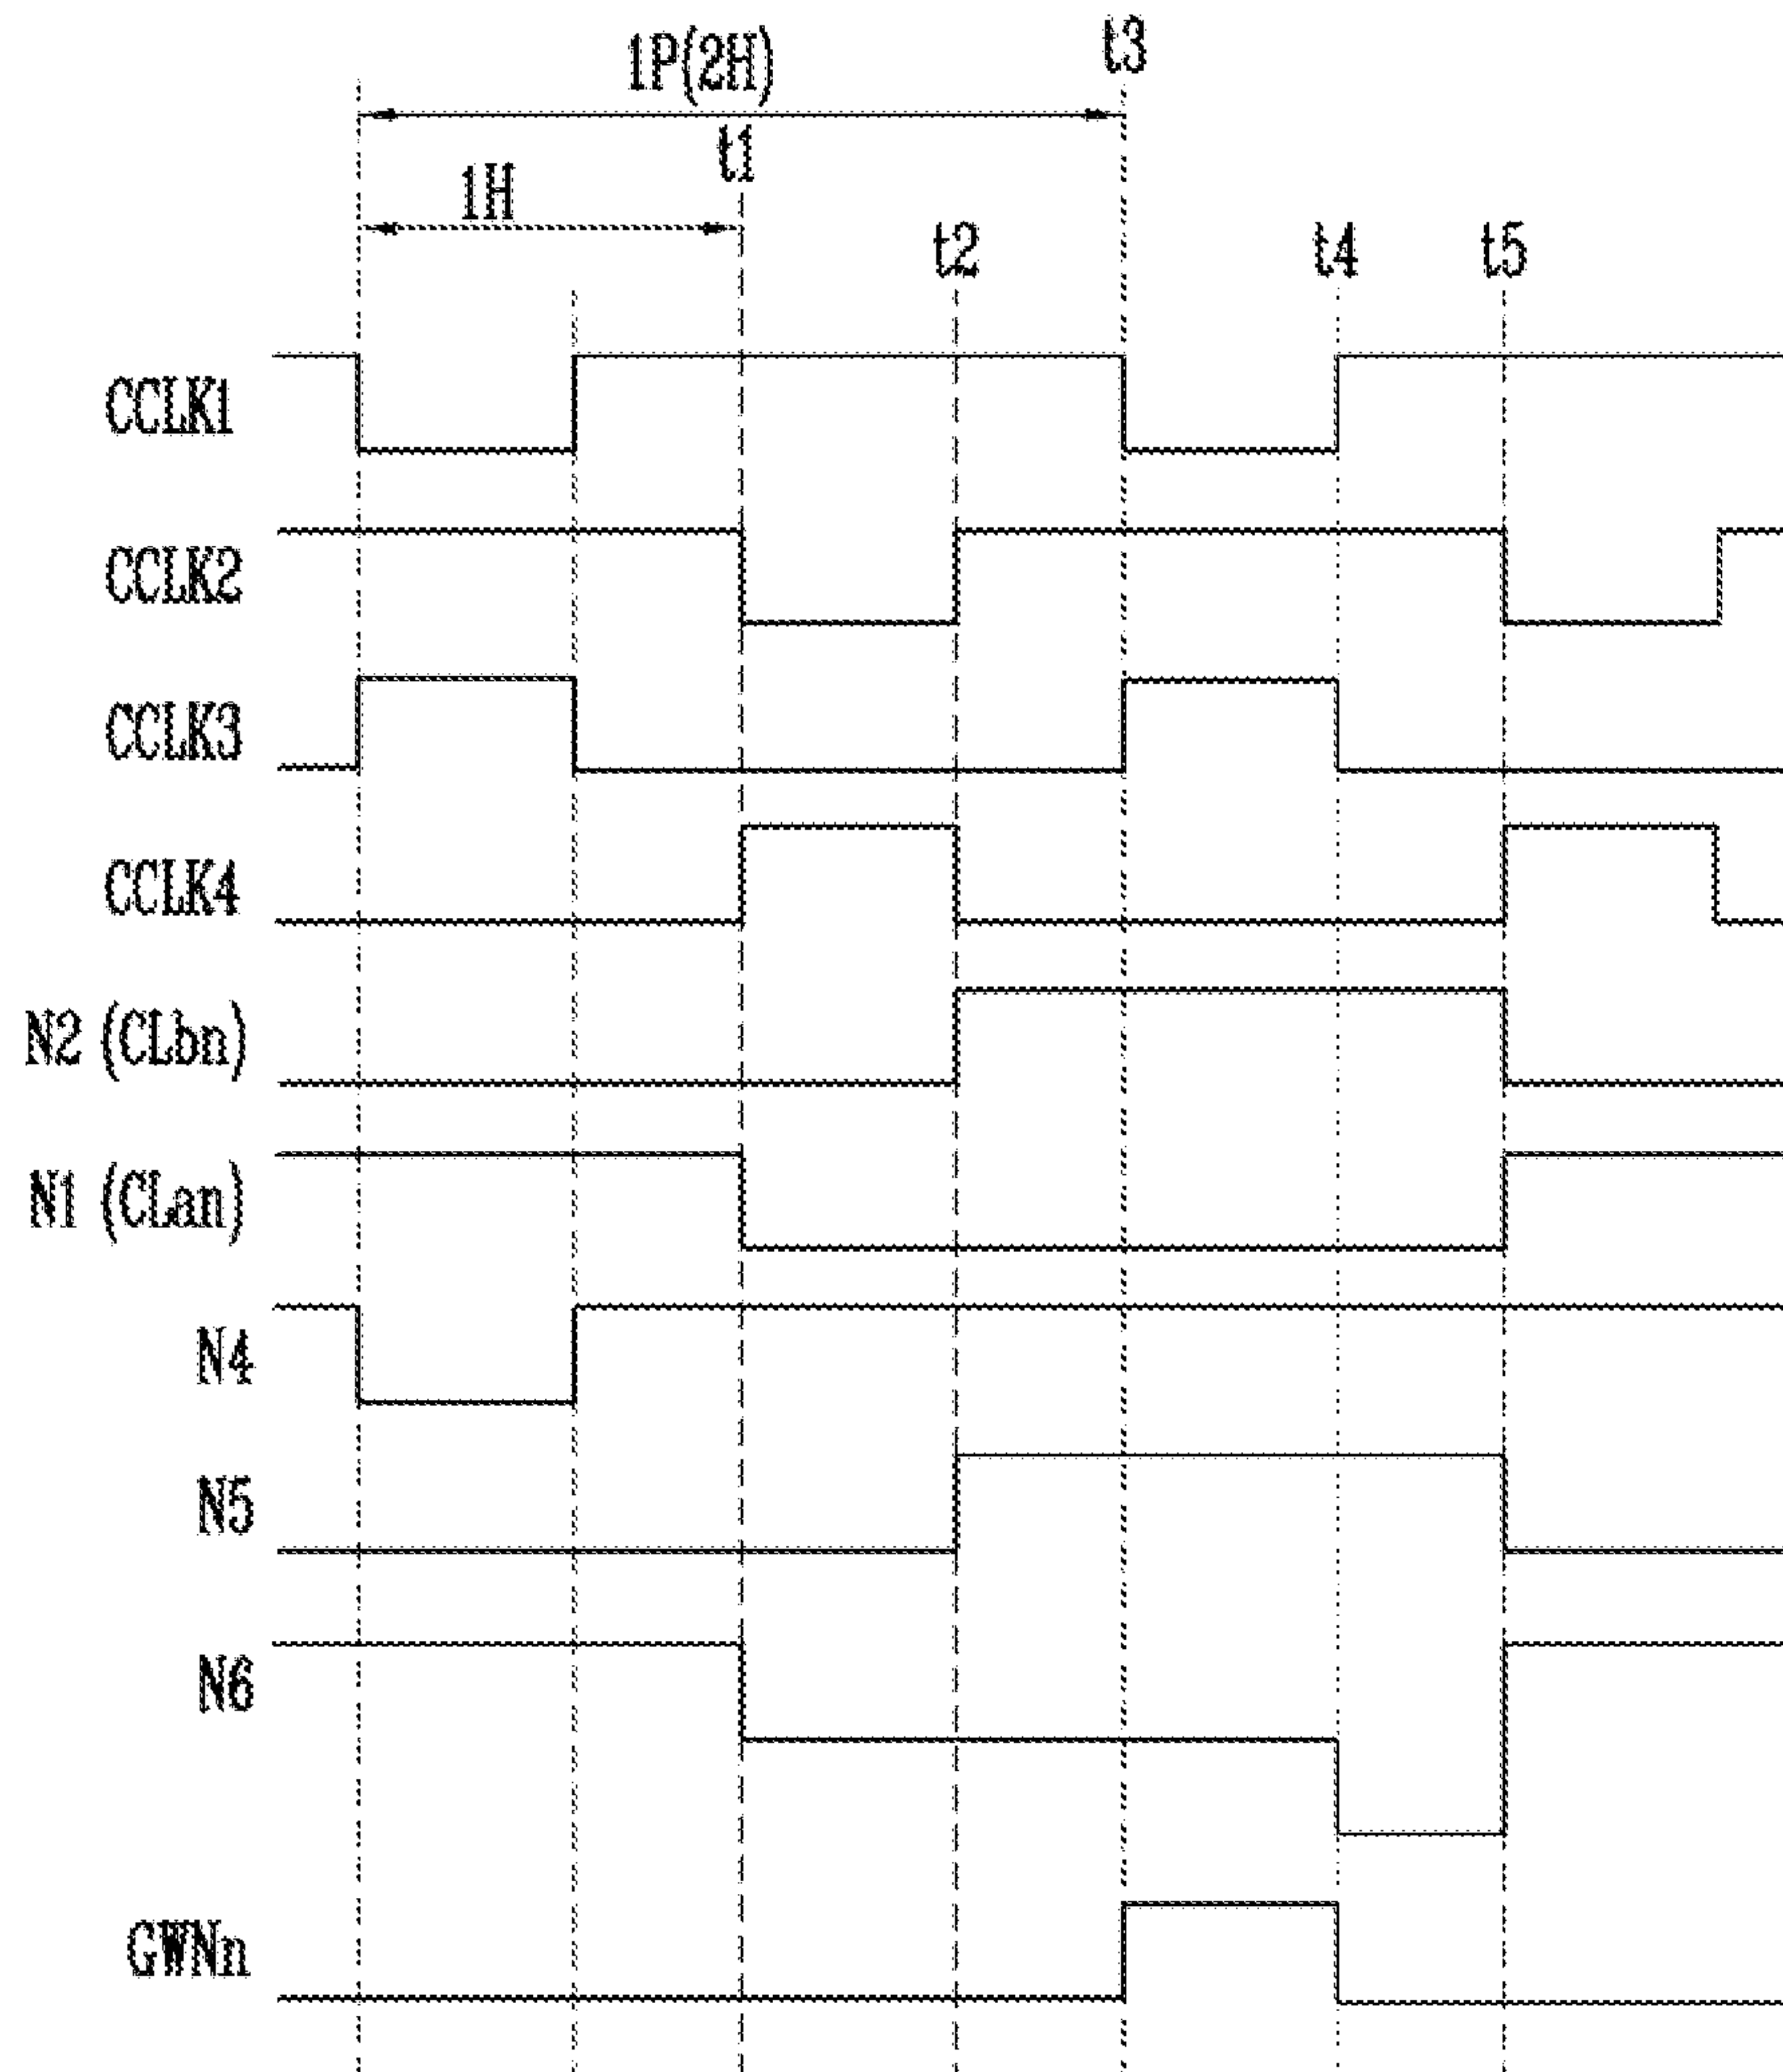 1P(2H)
t3
t1
1H
t2
t4
t5
CCLK1
CCLK2
CCLK3
CCLK4
N2 (CLbn)
N1 (CLan)
N4
N5
N6
GWNn